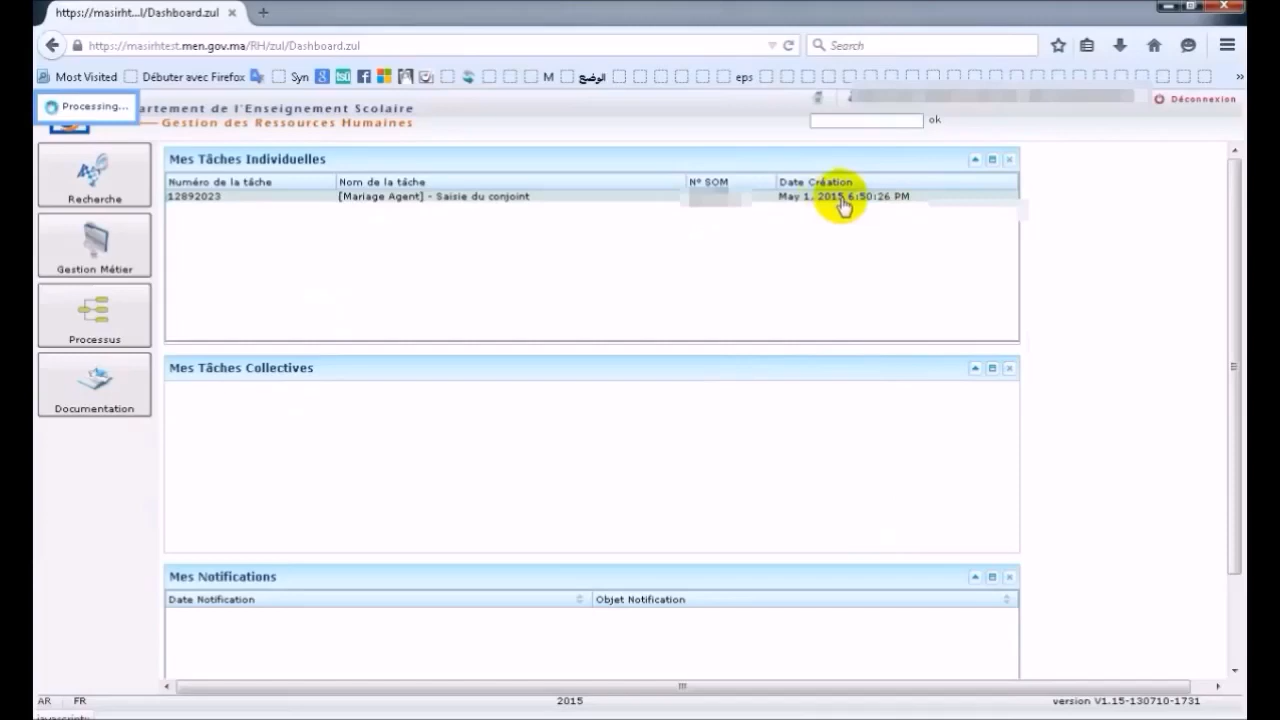 https://masirht...l/Dashboard.zul
https://masirhtest.men.gov.ma/RH/zul/Dashboard.zul
Search
Most Visited Débuter avec Firefox Syn M الوضع eps »
Processing...
artement de l'Enseignement Scolaire
Déconnexion
Gestion des Ressources Humaines
ok
Mes Tâches Individuelles
Numéro de la tâche Nom de la tâche N° SOM Date Création
12892023 [Mariage Agent] - Saisie du conjoint May 1, 2015 6:50:26 PM
Recherche
Gestion Métier
Processus
Documentation
Mes Tâches Collectives
Mes Notifications
Date Notification Objet Notification
AR FR 2015 version V1.15-130710-1731